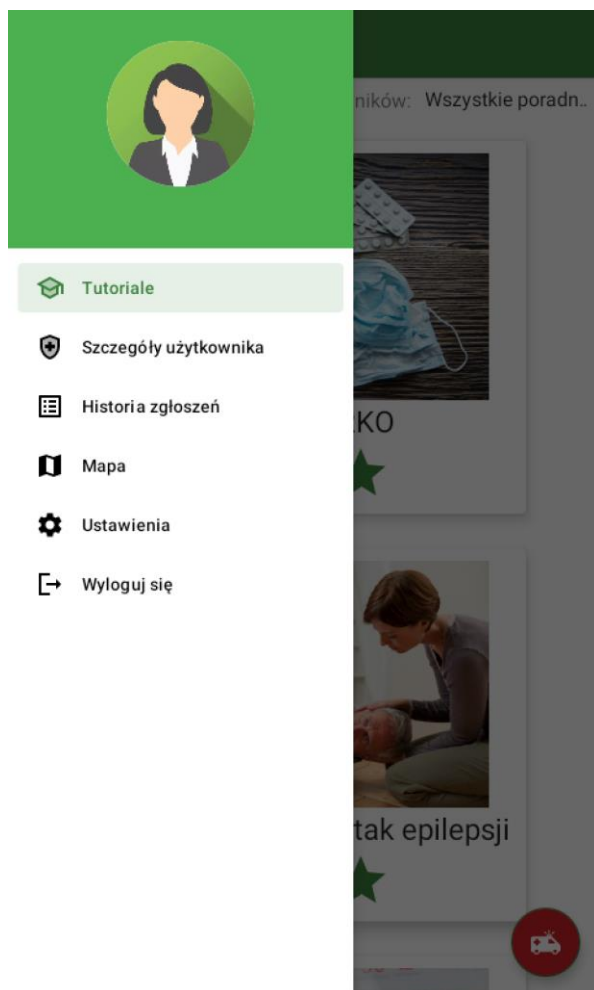 ników: Wszystkie poradn..
Tutoriale
Szczegóły użytkownika
Historia zgłoszeń
Mapa
Ustawienia
Wyloguj się
KO
tak epilepsji